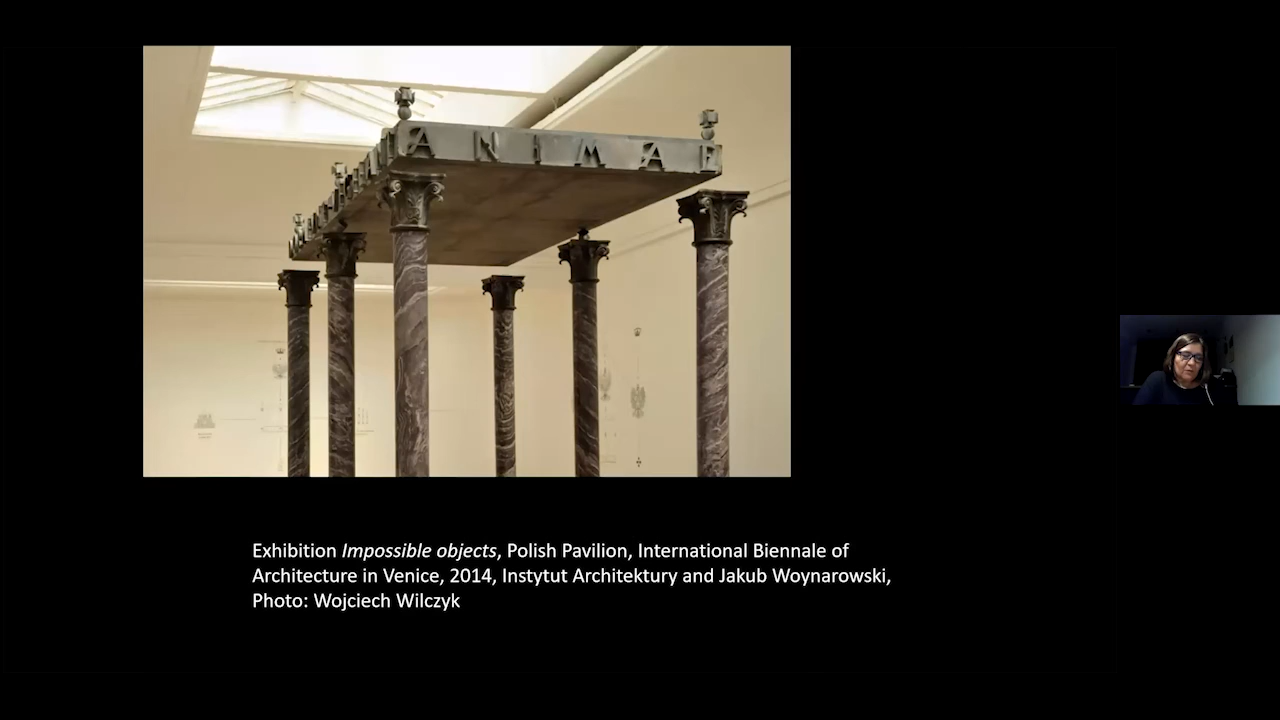 ANIMAE
Exhibition Impossible objects, Polish Pavilion, International Biennale of
Architecture in Venice, 2014, Instytut Architektury and Jakub Woynarowski,
Photo: Wojciech Wilczyk